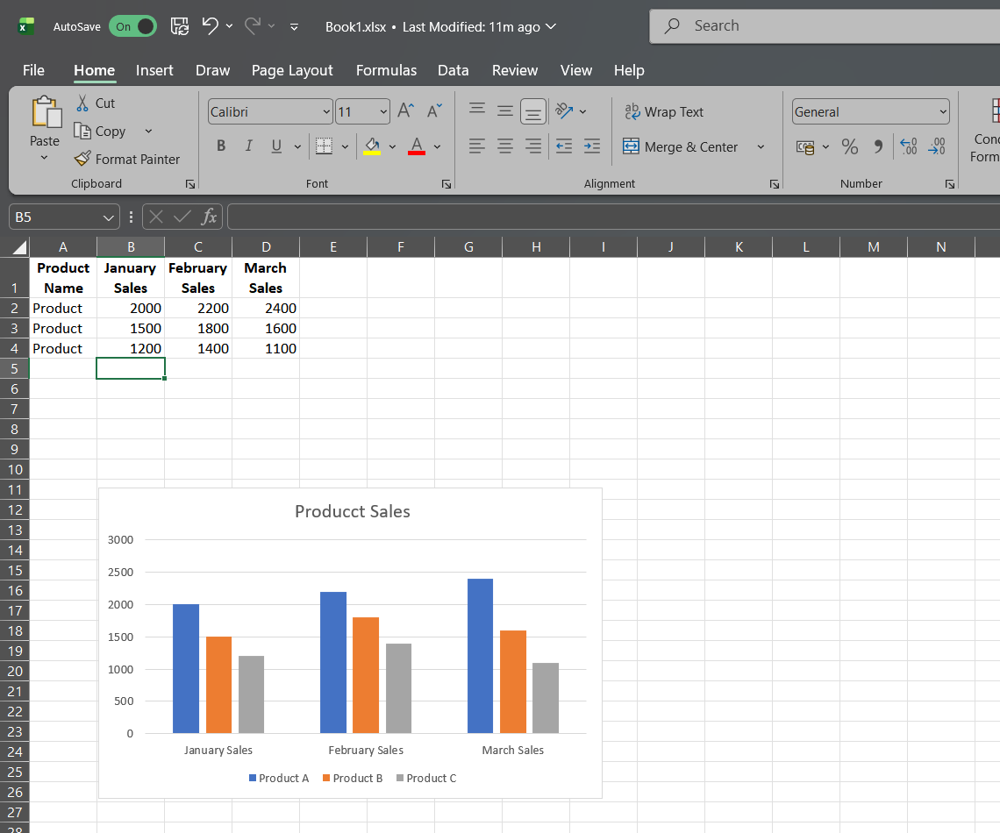 AutoSave On Book1.xlsx • Last Modified: 11m ago Search
File Home Insert Draw Page Layout Formulas Data Review View Help
Paste
Cut
Copy
Format Painter
Clipboard
Calibri 11
B I U A
Font
Wrap Text
Merge & Center
Alignment
General
% 
Number
Conc
Form
B5 fx
A B C D E F G H I J K L M N
Product January February March
1 Name Sales Sales Sales
2 Product 2000 2200 2400
3 Product 1500 1800 1600
4 Product 1200 1400 1100
5
6
7
8
9
10
11
12
13
14
15
16
17
18
19
20
21
22
23
24
25
26
27
28
Producct Sales
3000
2500
2000
1500
1000
500
0
January Sales February Sales March Sales
Product A Product B Product C